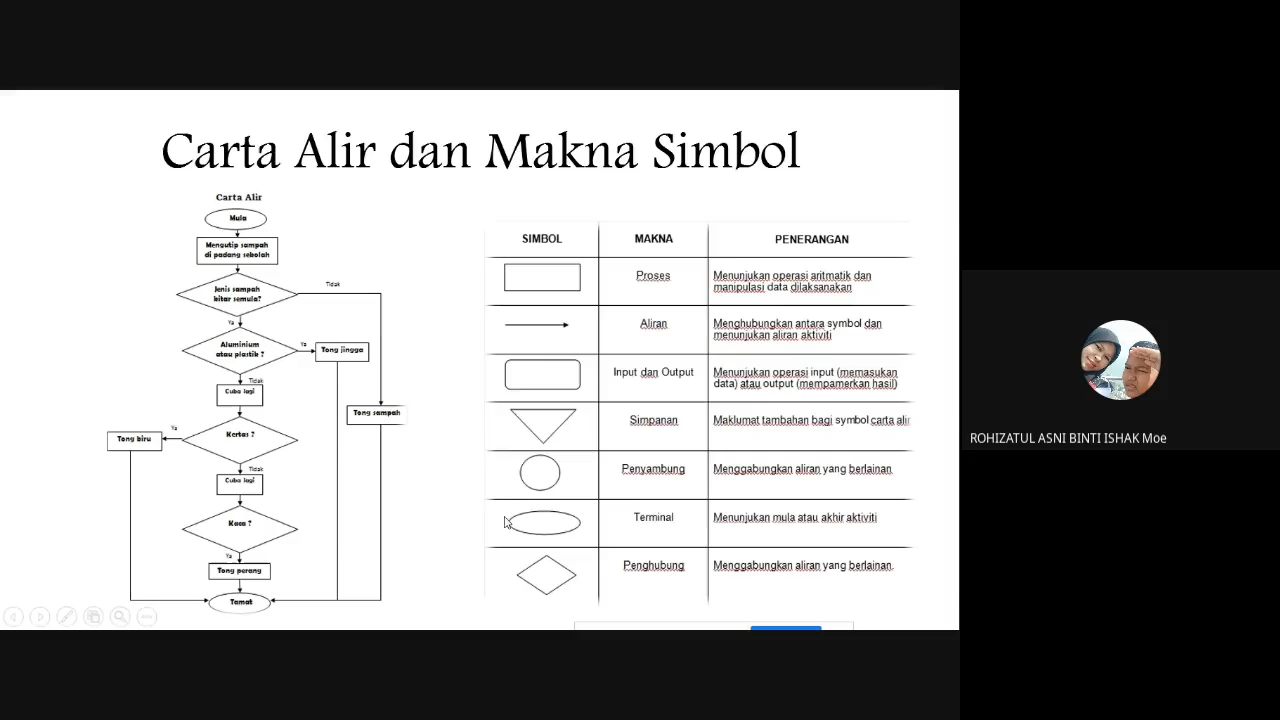 Carta Alir dan Makna Simbol
Carta Alir
Mula
Mengutip sampah
di padang sekolah
Jenis sampah
kitar semula?
Tidak
Ya
Aluminium
atau plastik ?
Ya
Tong jingga
Tidak
Cuba lagi
Tong sampah
Kertas ?
Ya
Tong biru
Tidak
Cuba lagi
Kaca ?
Ya
Tong perang
Tamat
SIMBOL MAKNA PENERANGAN
Proses
Menunjukan operasi aritmatik dan
manipulasi data dilaksanakan
Aliran
Menghubungkan antara symbol dan
menunjukan aliran aktiviti
Input dan Output
Menunjukan operasi input (memasukan
data) atau output (mempamerkan hasil)
Simpanan
Maklumat tambahan bagi symbol carta alir
Penyambung
Menggabungkan aliran yang berlainan
Terminal
Menunjukan mula atau akhir aktiviti
Penghubung
Menggabungkan aliran yang berlainan.
ROHIZATUL ASNI BINTI ISHAK Moe